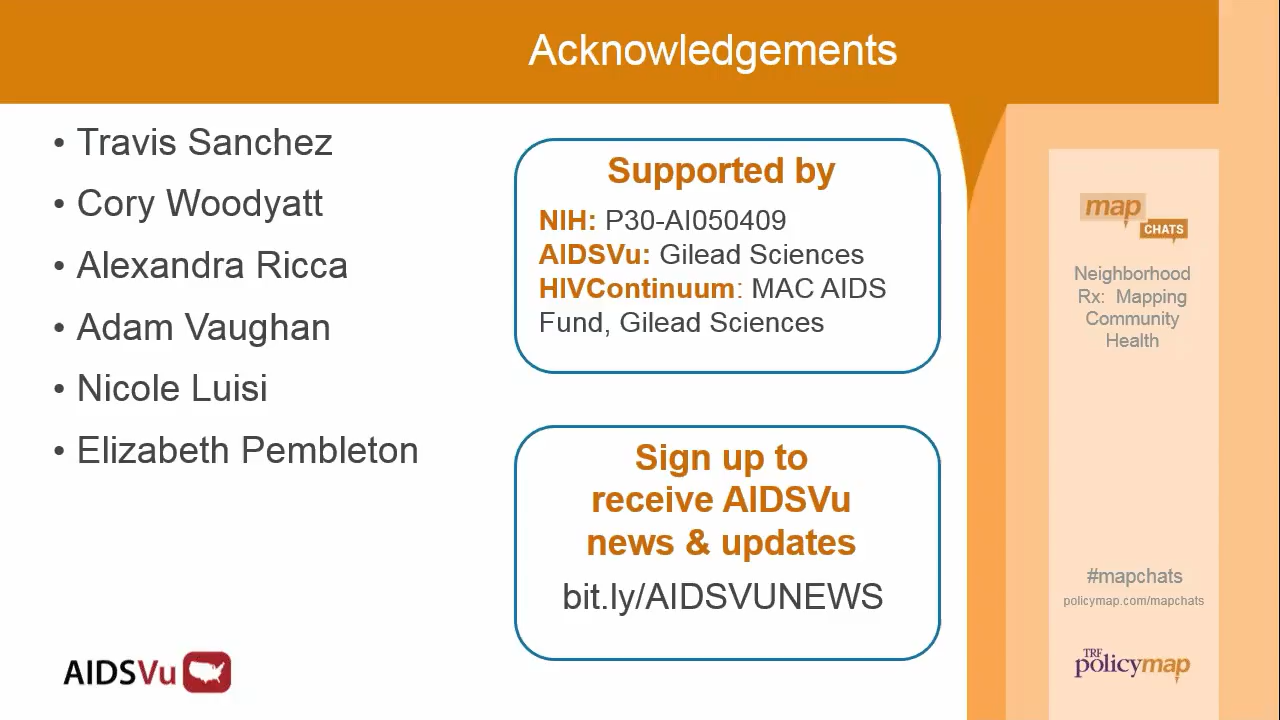 Acknowledgements
• Travis Sanchez
• Cory Woodyatt
• Alexandra Ricca
• Adam Vaughan
• Nicole Luisi
• Elizabeth Pembleton
Supported by
NIH: P30-AI050409
AIDSVu: Gilead Sciences
HIVContinuum: MAC AIDS
Fund, Gilead Sciences
Sign up to
receive AIDSVu
news & updates
bit.ly/AIDSVUNEWS
AIDSVu
map
CHATS
Neighborhood
Rx: Mapping
Community
Health
#mapchats
policymap.com/mapchats
TRF
policymap